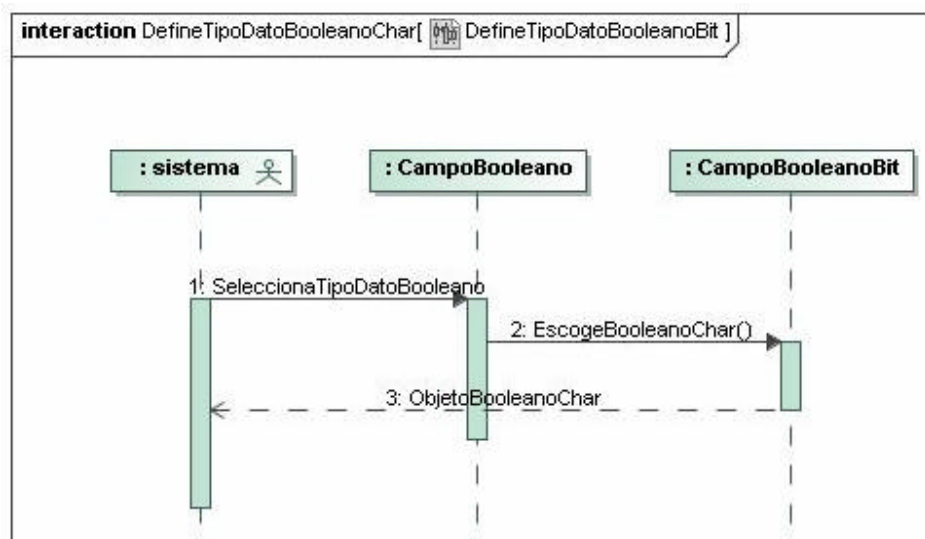 interaction DefineTipoDatoBooleanoChar[ DefineTipoDatoBooleanoBit ]
: sistema
: CampoBooleano
: CampoBooleanoBit
1: SeleccionaTipoDatoBooleano
2: EscogeBooleanoChar()
3: ObjetoBooleanoChar